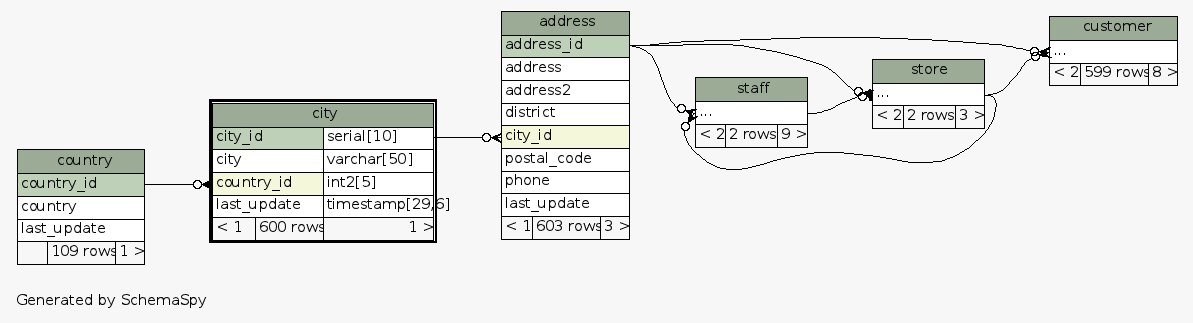 country
country_id
country
last_update
109 rows 1 >
city
city_id serial[10]
city varchar[50]
country_id int2[5]
last_update timestamp[29,6]
< 1 600 rows 1 >
address
address_id
address
address2
district
city_id
postal_code
phone
last_update
< 1 603 rows 3 >
staff
...
< 2 2 rows 9 >
store
...
< 2 2 rows 3 >
customer
...
< 2 599 rows 8 >
Generated by SchemaSpy